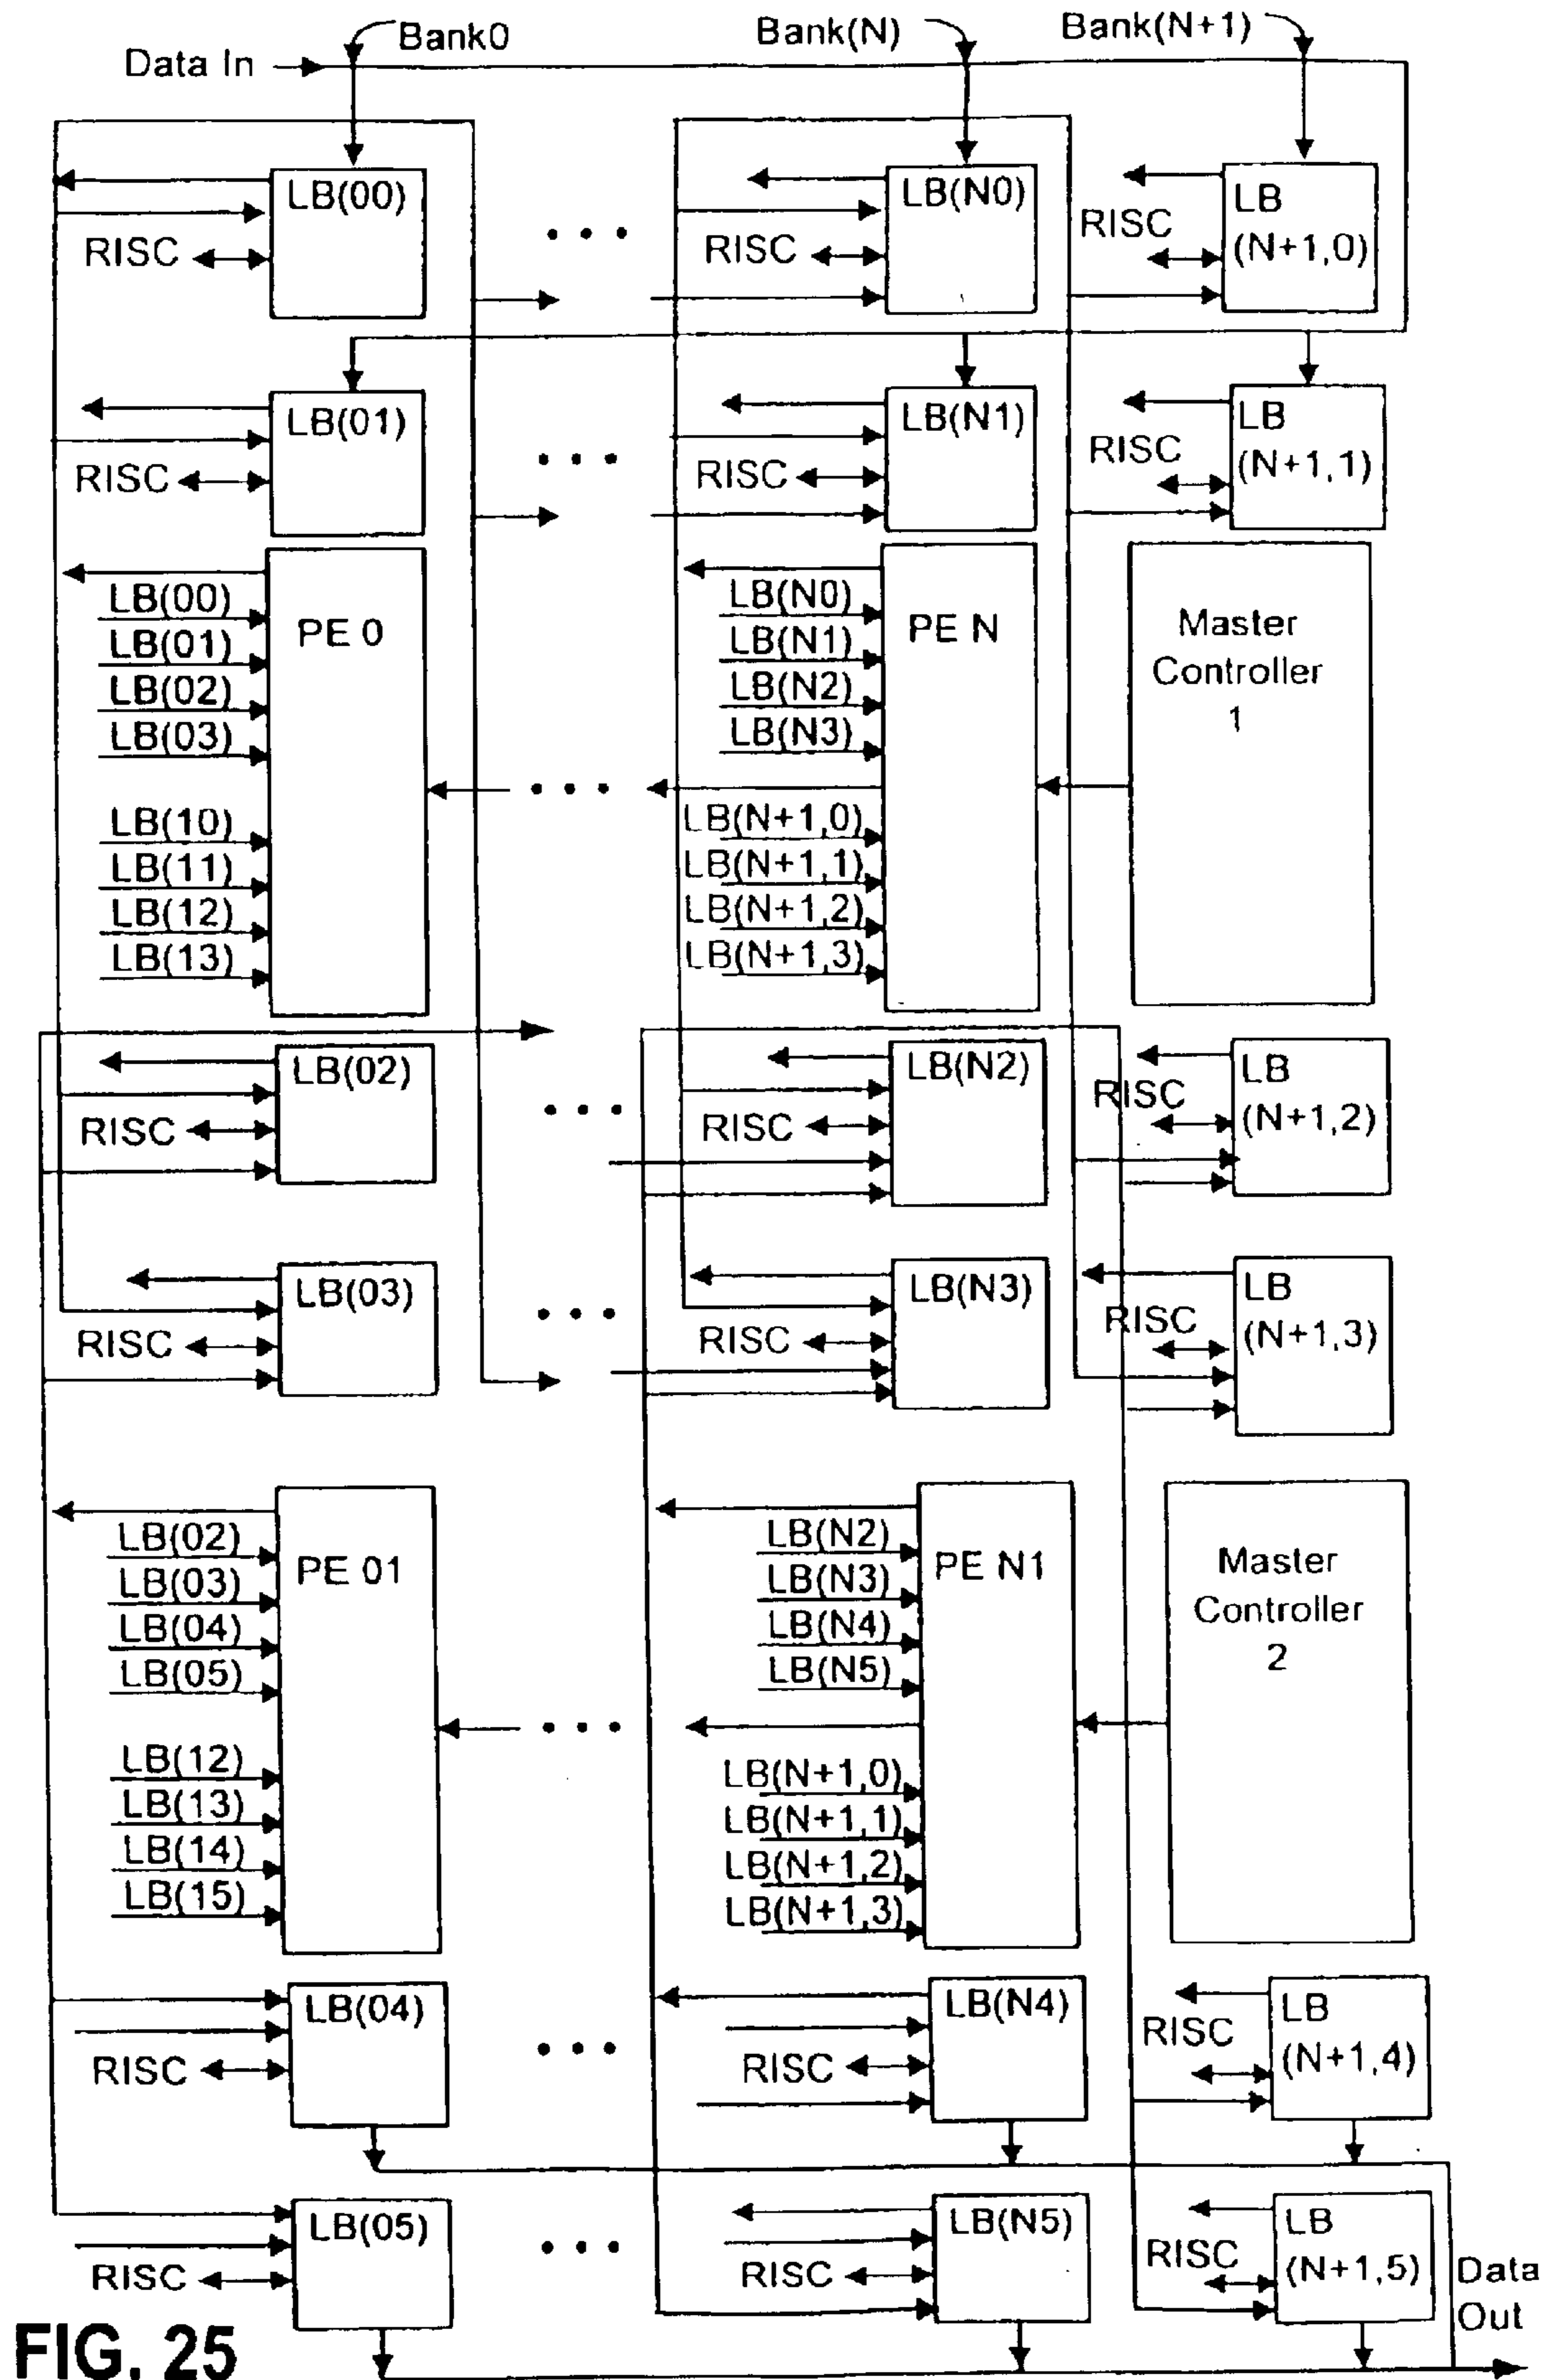 Bank0 Bank(N) Bank(N+1)
Data In
LB(00) LB(N0) LB
RISC RISC RISC (N+1,0)
LB(01) LB(N1) LB
RISC RISC RISC (N+1,1)
LB(00) LB(N0)
PE 0 PE N Master
LB(01) LB(N1) Controller
LB(02) LB(N2) 1
LB(03) LB(N3)
LB(10) LB(N+1,0)
LB(11) LB(N+1,1)
LB(12) LB(N+1,2)
LB(13) LB(N+1,3)
LB(02) LB(N2) LB
RISC RISC RISC (N+1,2)
LB(03) LB(N3) LB
RISC RISC RISC (N+1,3)
LB(02) LB(N2)
PE 01 PE N1 Master
LB(03) LB(N3) Controller
LB(04) LB(N4) 2
LB(05) LB(N5)
LB(12) LB(N+1,0)
LB(13) LB(N+1,1)
LB(14) LB(N+1,2)
LB(15) LB(N+1,3)
LB(04) LB(N4) LB
RISC RISC RISC (N+1,4)
LB(05) LB(N5) LB
RISC RISC RISC (N+1,5) Data
Out
FIG. 25